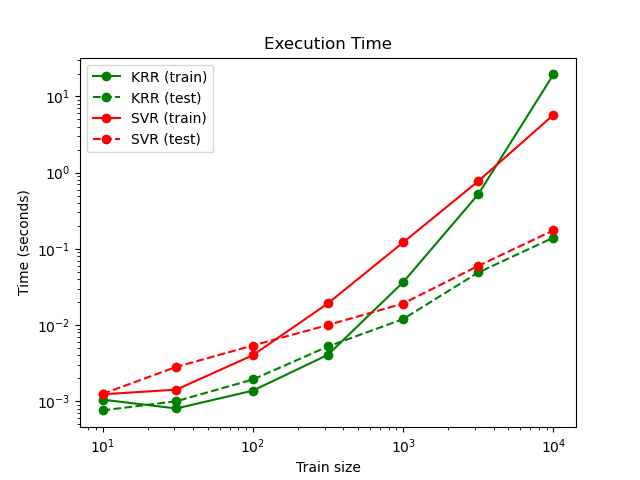 Execution Time
KRR (train)
KRR (test)
SVR (train)
SVR (test)
Time (seconds)
10¹
10⁰
10⁻¹
10⁻²
10⁻³
10¹ 10² 10³ 10⁴
Train size